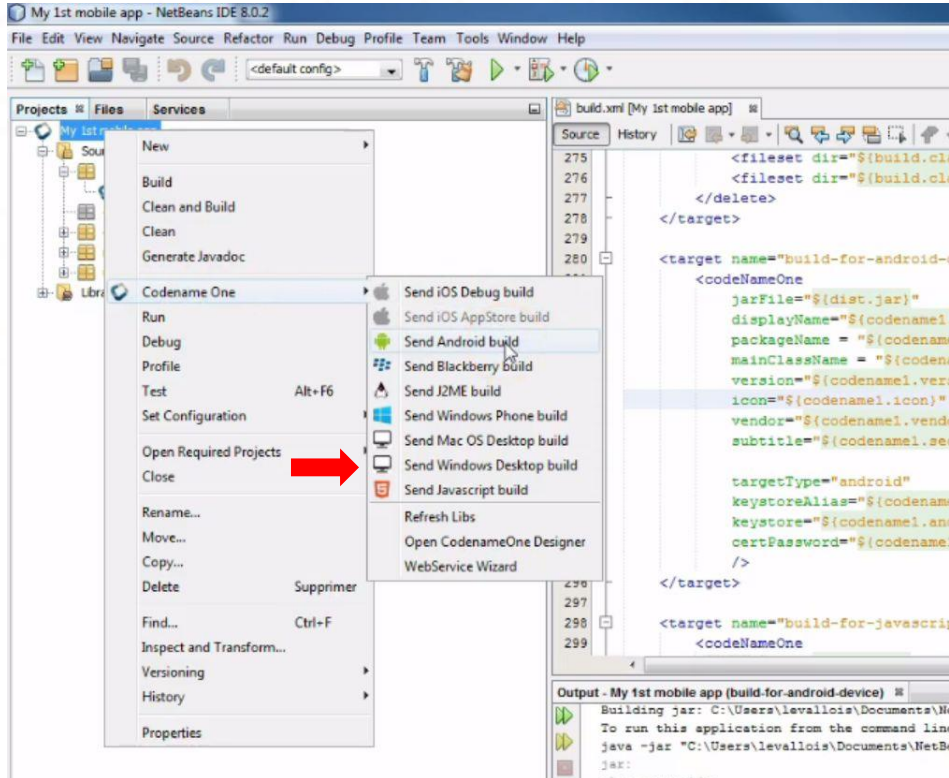 My 1st mobile app - NetBeans IDE 8.0.2
File Edit View Navigate Source Refactor Run Debug Profile Team Tools Window Help
<default config>
Projects Files Services
My 1st mobile app
New
Build
Clean and Build
Clean
Generate Javadoc
Codename One
Run
Debug
Profile
Test Alt+F6
Set Configuration
Open Required Projects
Close
Rename...
Move...
Copy...
Delete Supprimer
Find... Ctrl+F
Inspect and Transform...
Versioning
History
Properties
Send iOS Debug build
Send iOS AppStore build
Send Android build
Send Blackberry build
Send J2ME build
Send Windows Phone build
Send Mac OS Desktop build
Send Windows Desktop build
Send Javascript build
Refresh Libs
Open CodenameOne Designer
WebService Wizard
build.xml [My 1st mobile app]
Source History
275 <fileset dir="${build.cl
276 <fileset dir="${build.cl
277 </delete>
278 </target>
279
280 <target name="build-for-android-
<codeNameOne
jarFile="${dist.jar}"
displayName="${codename1
packageName = "${codenam
mainClassName = "${coden
version="${codename1.ver
icon="${codename1.icon}"
vendor="${codename1.vend
subtitle="${codename1.se
targetType="android"
keystoreAlias="${codenam
keystore="${codename1.an
certPassword="${codename
/>
296 </target>
297
298 <target name="build-for-javascrip
299 <codeNameOne
Output - My 1st mobile app (build-for-android-device)
Building jar: C:\Users\levallois\Documents\N
To run this application from the command lin
java -jar "C:\Users\levallois\Documents\NetB
jar: